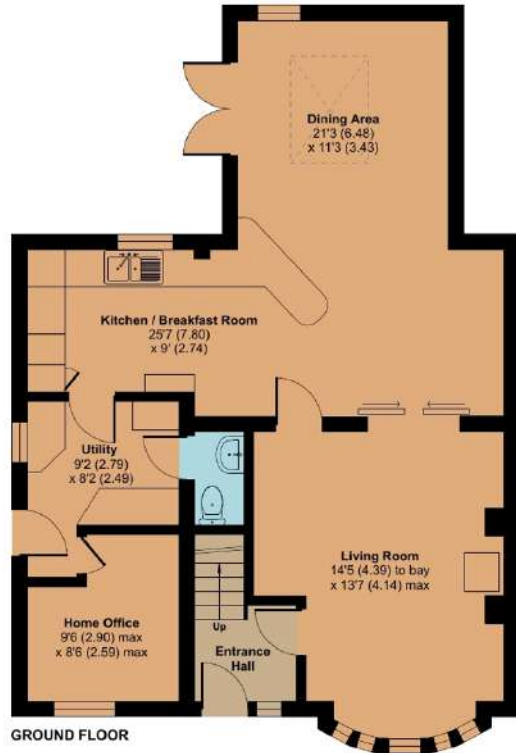 Dining Area
21'3 (6.48)
x 11'3 (3.43)
Kitchen / Breakfast Room
25'7 (7.80)
x 9' (2.74)
Utility
9'2 (2.79)
x 8'2 (2.49)
Living Room
14'5 (4.39) to bay
x 13'7 (4.14) max
Home Office
9'6 (2.90) max
x 8'6 (2.59) max
Up
Entrance
Hall
GROUND FLOOR